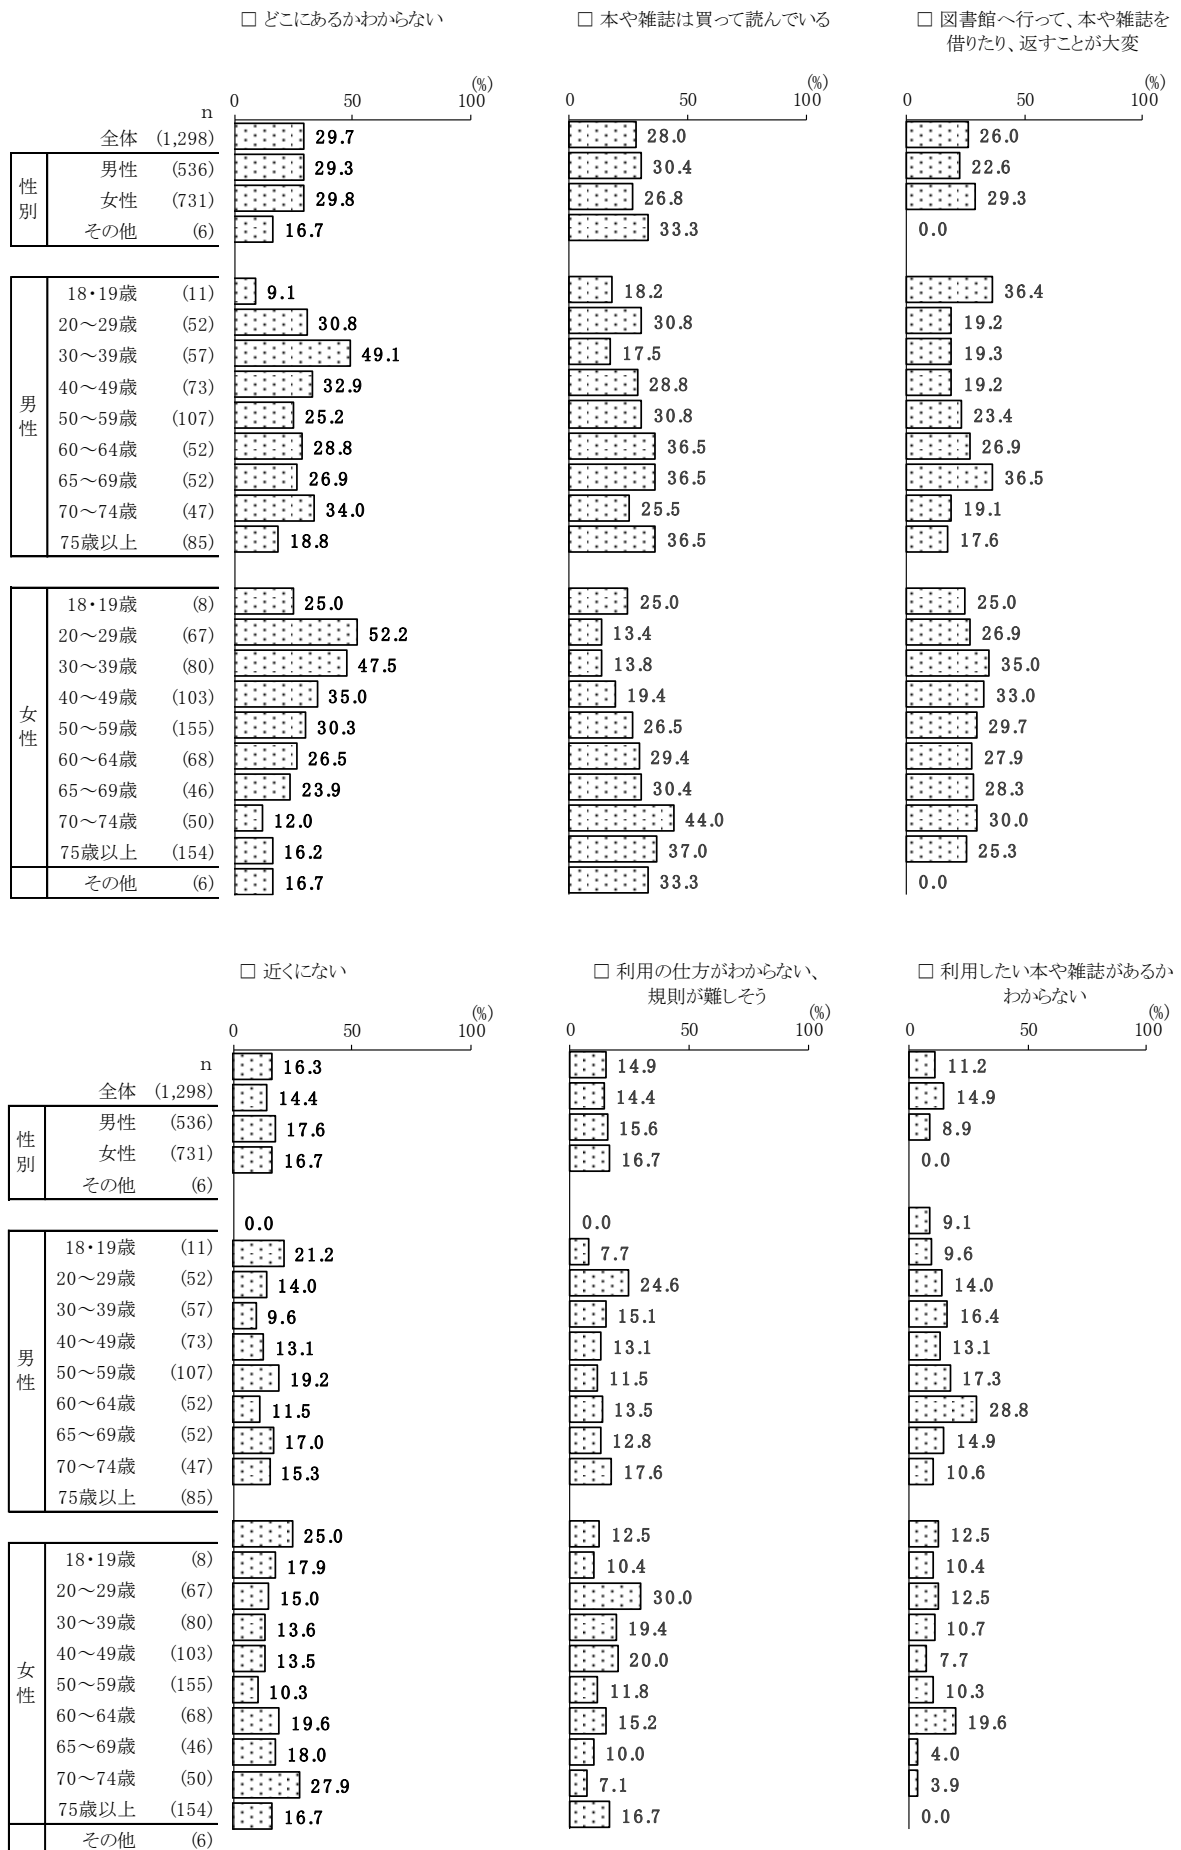 □ どこにあるかわからない
□ 本や雑誌は買って読んでいる
□ 図書館へ行って、本や雑誌を
借りたり、返すことが大変
(%) (%) (%)
n 0 50 100 0 50 100 0 50 100
全体 (1,298) 29.7 28.0 26.0
性別
男性 (536) 29.3 30.4 22.6
女性 (731) 29.8 26.8 29.3
その他 (6) 16.7 33.3 0.0
男性
18・19歳 (11) 9.1 18.2 36.4
20～29歳 (52) 30.8 30.8 19.2
30～39歳 (57) 49.1 17.5 19.3
40～49歳 (73) 32.9 28.8 19.2
50～59歳 (107) 25.2 30.8 23.4
60～64歳 (52) 28.8 36.5 26.9
65～69歳 (52) 26.9 36.5 36.5
70～74歳 (47) 34.0 25.5 19.1
75歳以上 (85) 18.8 36.5 17.6
女性
18・19歳 (8) 25.0 25.0 25.0
20～29歳 (67) 52.2 13.4 26.9
30～39歳 (80) 47.5 13.8 35.0
40～49歳 (103) 35.0 19.4 33.0
50～59歳 (155) 30.3 26.5 29.7
60～64歳 (68) 26.5 29.4 27.9
65～69歳 (46) 23.9 30.4 28.3
70～74歳 (50) 12.0 44.0 30.0
75歳以上 (154) 16.2 37.0 25.3
その他 (6) 16.7 33.3 0.0
□ 近くにない
□ 利用の仕方がわからない、
規則が難しそう
□ 利用したい本や雑誌があるか
わからない
(%) (%) (%)
0 50 100 0 50 100 0 50 100
n 16.3 14.9 11.2
全体 (1,298) 14.4 14.4 14.9
性別
男性 (536) 17.6 15.6 8.9
女性 (731) 16.7 16.7 0.0
その他 (6)
0.0 0.0 9.1
男性
18・19歳 (11) 21.2 7.7 9.6
20～29歳 (52) 14.0 24.6 14.0
30～39歳 (57) 9.6 15.1 16.4
40～49歳 (73) 13.1 13.1 13.1
50～59歳 (107) 19.2 11.5 17.3
60～64歳 (52) 11.5 13.5 28.8
65～69歳 (52) 17.0 12.8 14.9
70～74歳 (47) 15.3 17.6 10.6
75歳以上 (85)
25.0 12.5 12.5
女性
18・19歳 (8) 17.9 10.4 10.4
20～29歳 (67) 15.0 30.0 12.5
30～39歳 (80) 13.6 19.4 10.7
40～49歳 (103) 13.5 20.0 7.7
50～59歳 (155) 10.3 11.8 10.3
60～64歳 (68) 19.6 15.2 19.6
65～69歳 (46) 18.0 10.0 4.0
70～74歳 (50) 27.9 7.1 3.9
75歳以上 (154) 16.7 16.7 0.0
その他 (6)